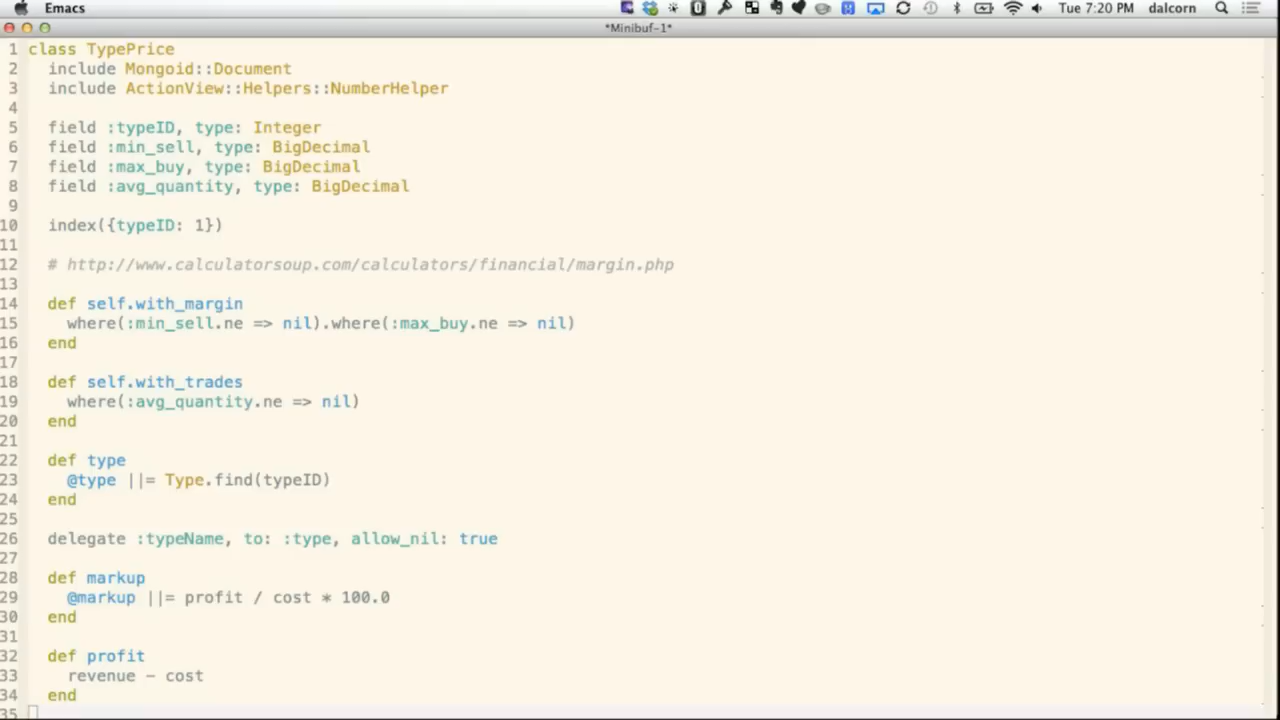 Emacs
Tue 7:20 PM
dalcorn
*Minibuf-1*
1 class TypePrice
2   include Mongoid::Document
3   include ActionView::Helpers::NumberHelper
4
5   field :typeID, type: Integer
6   field :min_sell, type: BigDecimal
7   field :max_buy, type: BigDecimal
8   field :avg_quantity, type: BigDecimal
9
10   index({typeID: 1})
11
12   # http://www.calculatorsoup.com/calculators/financial/margin.php
13
14   def self.with_margin
15     where(:min_sell.ne => nil).where(:max_buy.ne => nil)
16   end
17
18   def self.with_trades
19     where(:avg_quantity.ne => nil)
20   end
21
22   def type
23     @type ||= Type.find(typeID)
24   end
25
26   delegate :typeName, to: :type, allow_nil: true
27
28   def markup
29     @markup ||= profit / cost * 100.0
30   end
31
32   def profit
33     revenue - cost
34   end
35